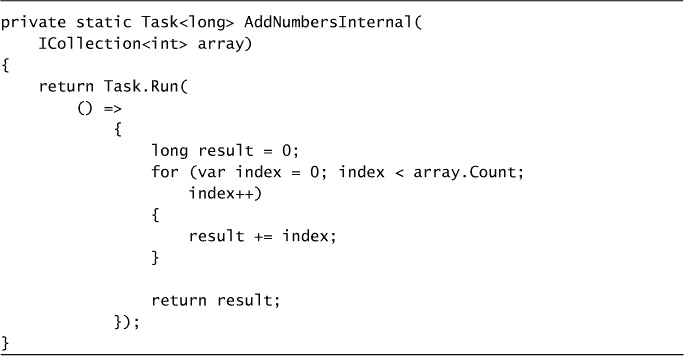 private static Task<long> AddNumbersInternal(
    ICollection<int> array)
{
    return Task.Run(
        () =>
            {
                long result = 0;
                for (var index = 0; index < array.Count;
                    index++)
                {
                    result += index;
                }

                return result;
            });
}